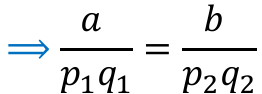 ⟹ a/(p₁q₁) = b/(p₂q₂)